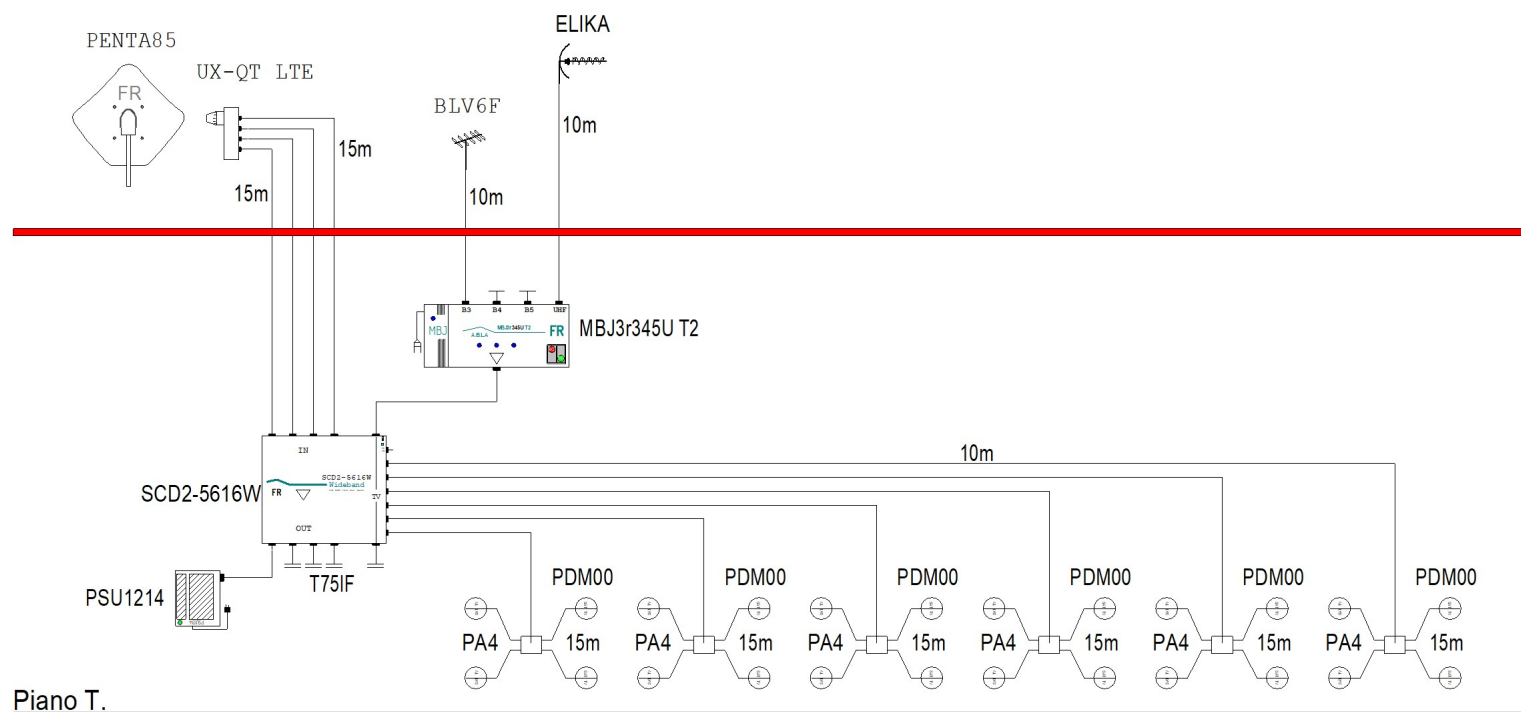 ELIKA
PENTA85
UX-QT LTE
FR
BLV6F
10m
15m
15m
10m
B3 B4 B5 UHF
MBJ
MBJ3r345U T2
A.B.L.A
FR
MBJ3r345U T2
IN
10m
SCD2-5616W
Wideband
SCD2-5616W
FR
TV
OUT
T75IF
PSU1214
PDM00 PDM00 PDM00 PDM00 PDM00 PDM00
PA4 15m PA4 15m PA4 15m PA4 15m PA4 15m PA4 15m
Piano T.